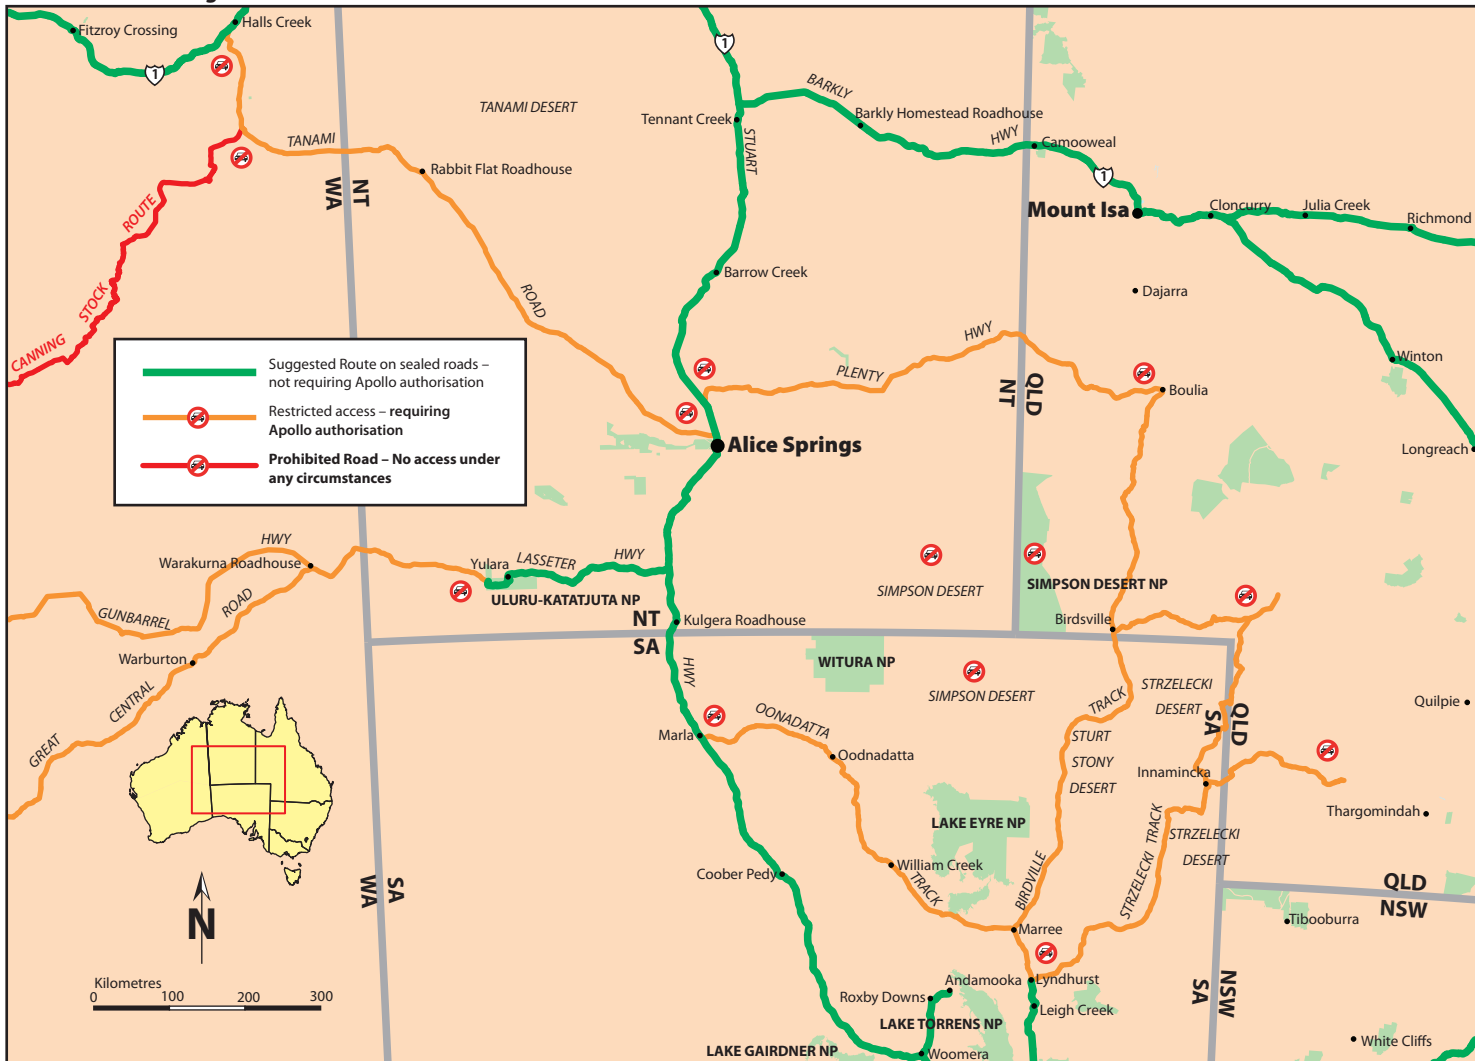 Halls Creek
Fitzroy Crossing
1
1
TANAMI DESERT
BARKLY
Barkly Homestead Roadhouse
Tennant Creek
STUART
HWY
Camooweal
TANAMI
Rabbit Flat Roadhouse
NT
WA
1
Mount Isa
Cloncurry
Julia Creek
Richmond
ROUTE
STOCK
CANNING
Barrow Creek
Dajarra
ROAD
HWY
PLENTY
Winton
Boulia
QLD
NT
Suggested Route on sealed roads –
not requiring Apollo authorisation
Restricted access – requiring
Apollo authorisation
Prohibited Road – No access under
any circumstances
Alice Springs
Longreach
HWY
Warakurna Roadhouse
Yulara
LASSETER
HWY
ULURU-KATATJUTA NP
SIMPSON DESERT
SIMPSON DESERT NP
GUNBARREL
ROAD
NT
SA
Kulgera Roadhouse
Birdsville
Warburton
CENTRAL
GREAT
HWY
WITURA NP
SIMPSON DESERT
TRACK
STRZELECKI
DESERT
QLD
SA
Quilpie
Marla
OONADATTA
Oodnadatta
STURT
STONY
DESERT
Innamincka
Thargomindah
LAKE EYRE NP
STRZELECKI TRACK
STRZELECKI
DESERT
William Creek
TRACK
BIRDVILLE
Coober Pedy
SA
WA
QLD
NSW
Tibooburra
N
Marree
Kilometres
0 100 200 300
Andamooka
Lyndhurst
Roxby Downs
Leigh Creek
LAKE TORRENS NP
NSW
SA
LAKE GAIRDNER NP
Woomera
White Cliffs